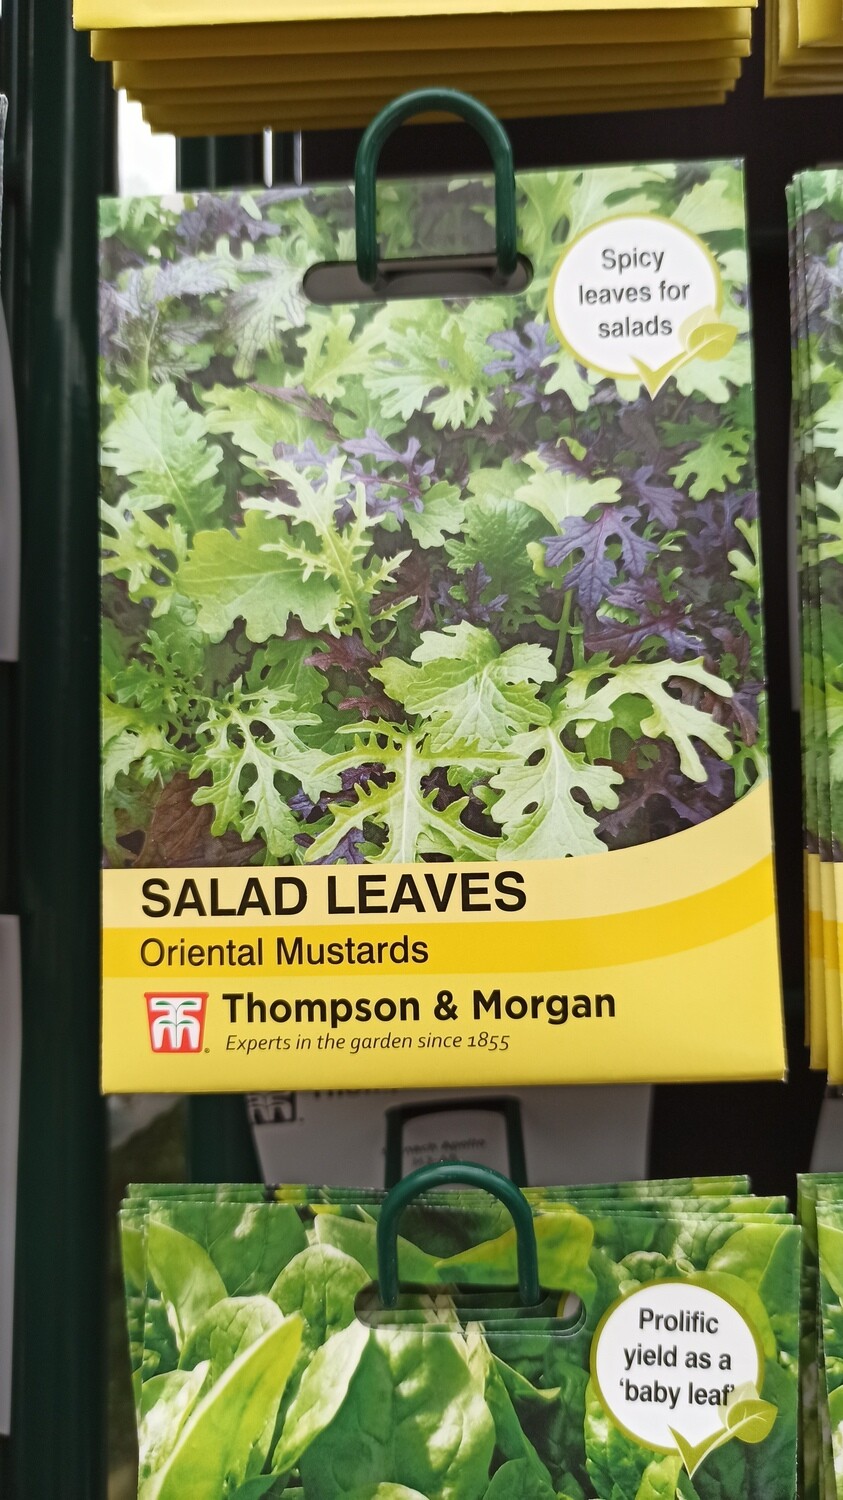 Spicy
leaves for
salads
SALAD LEAVES
Oriental Mustards
Thompson & Morgan
Experts in the garden since 1855
Prolific
yield as a
‘baby leaf’